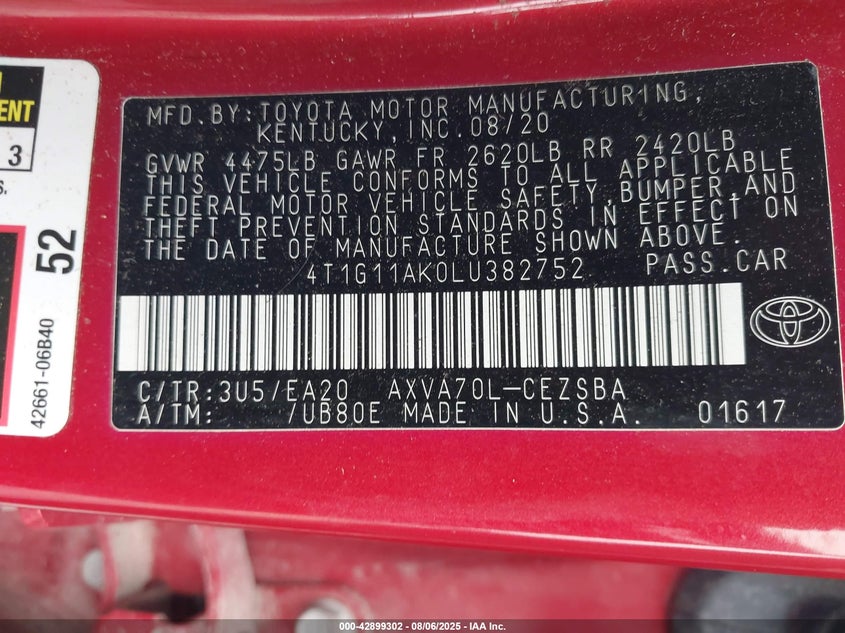 ENT
3
S.
52
42661-06B40
MFD. BY: TOYOTA MOTOR MANUFACTURING,
KENTUCKY, INC. 08/20
GVWR 4475LB GAWR FR 2620LB RR 2420LB
THIS VEHICLE CONFORMS TO ALL APPLICABLE
FEDERAL MOTOR VEHICLE SAFETY, BUMPER, AND
THEFT PREVENTION STANDARDS IN EFFECT ON
THE DATE OF MANUFACTURE SHOWN ABOVE.
4T1G11AK0LU382752 PASS.CAR
C/TR: 3U5/EA20 AXVA70L-CEZSBA
A/TM: /UB80E MADE IN U.S.A. 01617
000-42899302 - 08/06/2025 - IAA Inc.